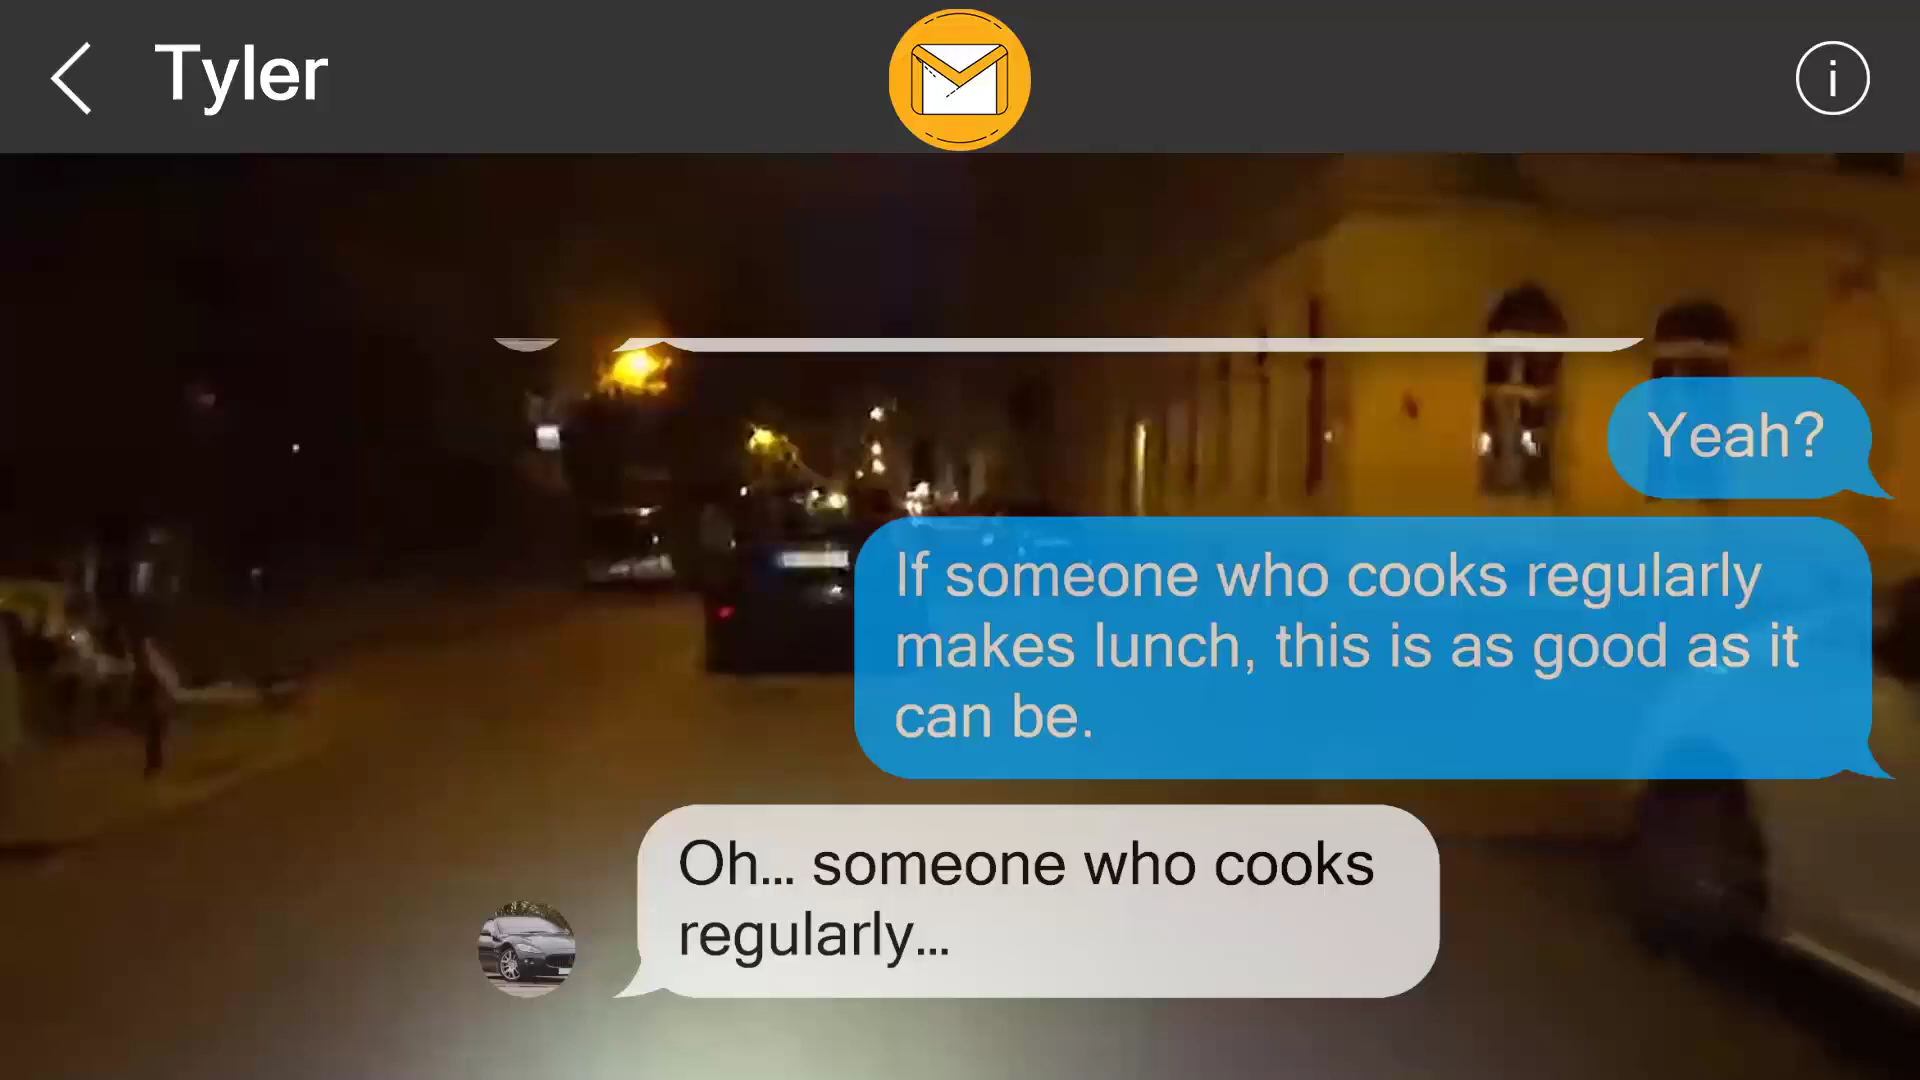 Tyler
i
Yeah?
If someone who cooks regularly
makes lunch, this is as good as it
can be.
Oh... someone who cooks
regularly...